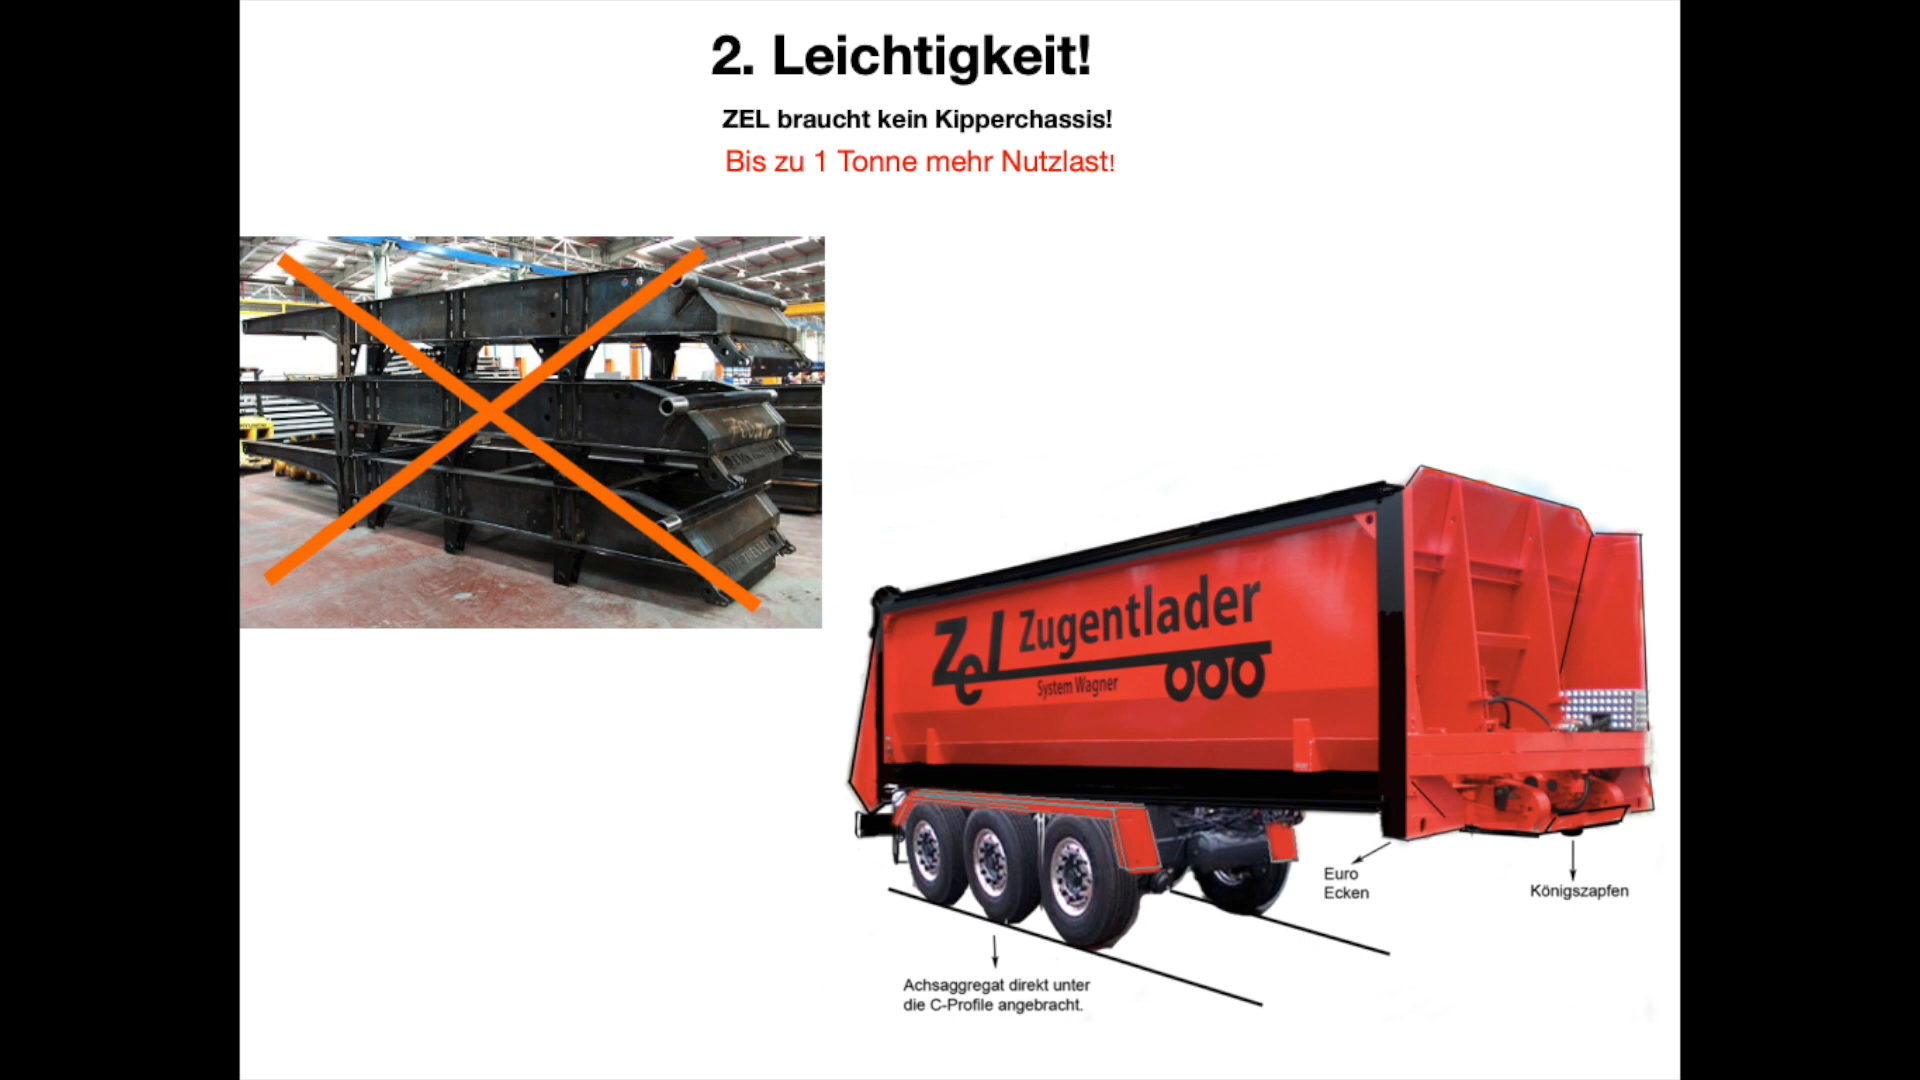 2. Leichtigkeit!
ZEL braucht kein Kipperchassis!
Bis zu 1 Tonne mehr Nutzlast!
Zel Zugentlader
System Wagner
Euro
Ecken
Königszapfen
Achsaggregat direkt unter
die C-Profile angebracht.